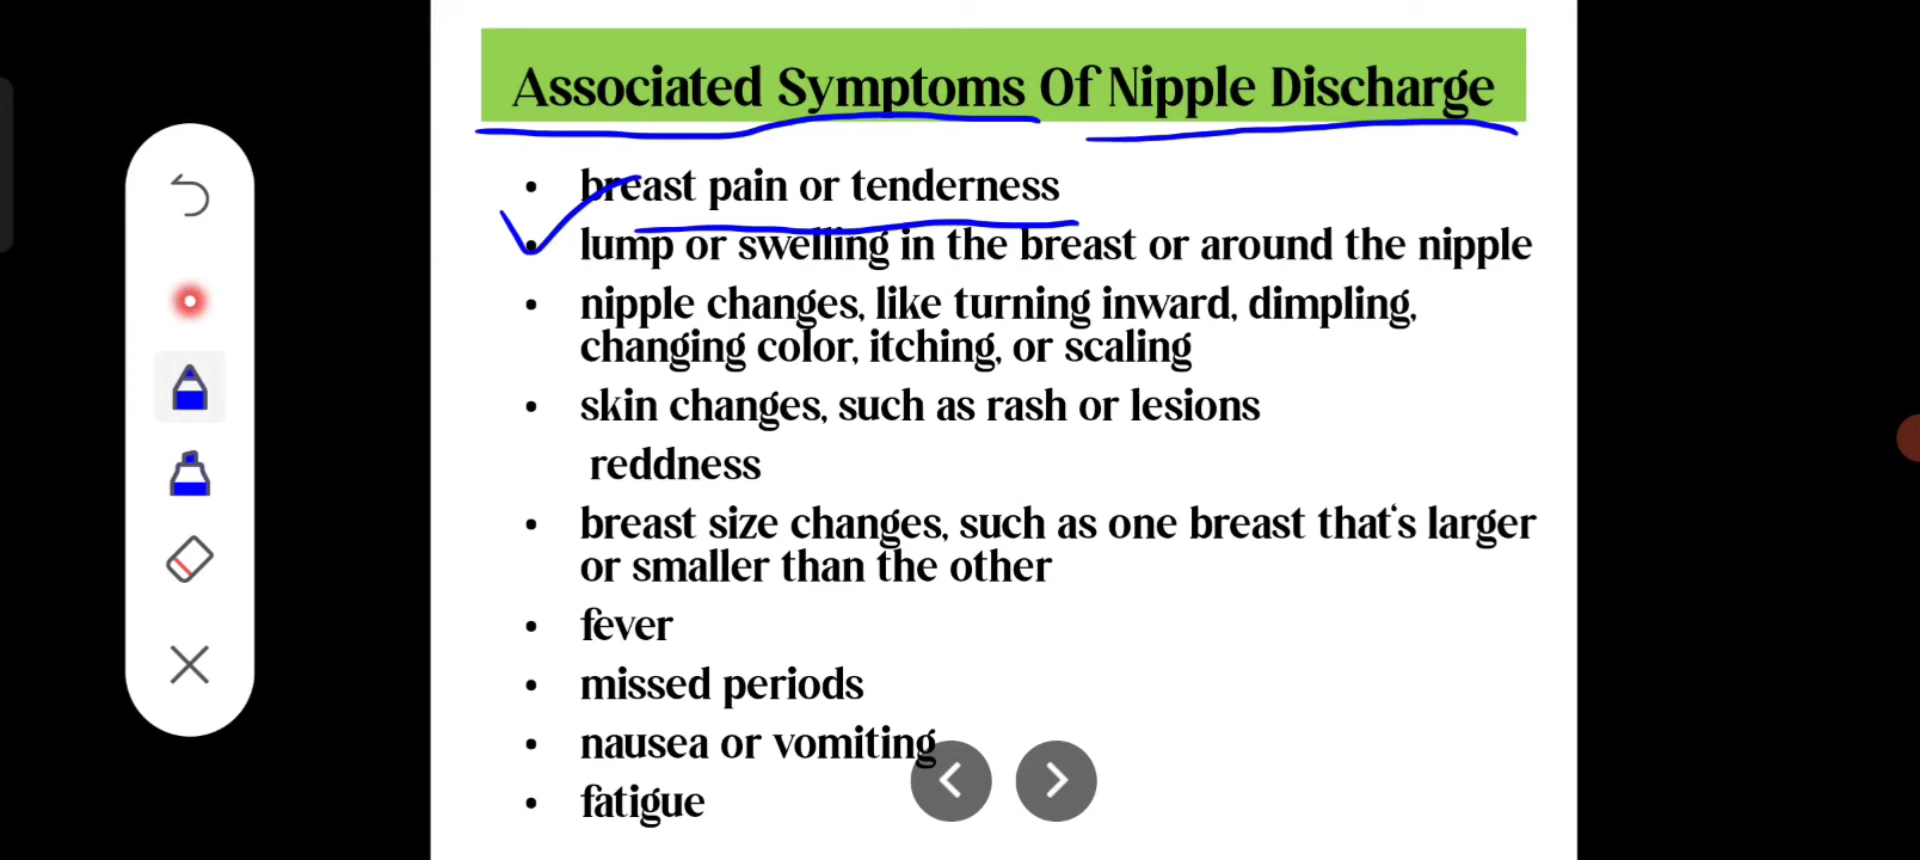 Associated Symptoms Of Nipple Discharge
• breast pain or tenderness
• lump or swelling in the breast or around the nipple
• nipple changes, like turning inward, dimpling,
changing color, itching, or scaling
• skin changes, such as rash or lesions
reddness
• breast size changes, such as one breast that's larger
or smaller than the other
• fever
• missed periods
• nausea or vomiting
• fatigue